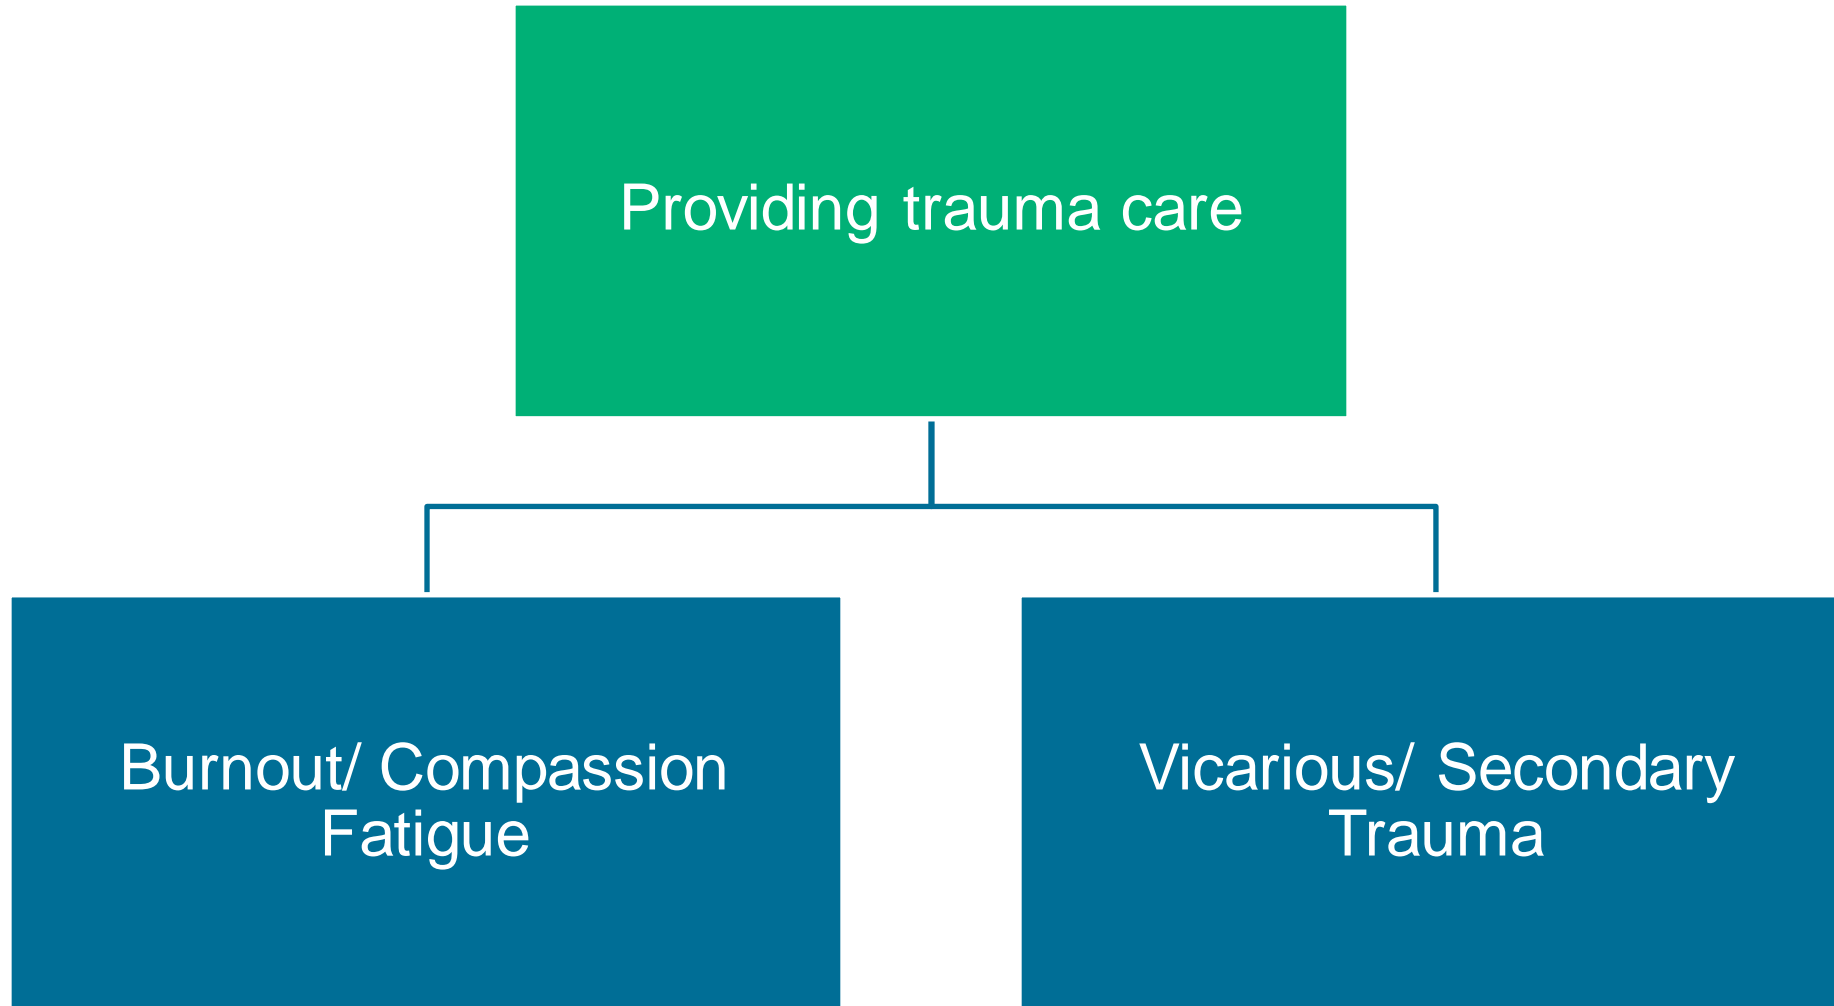 Providing trauma care
Burnout/ Compassion
Fatigue
Vicarious/ Secondary
Trauma